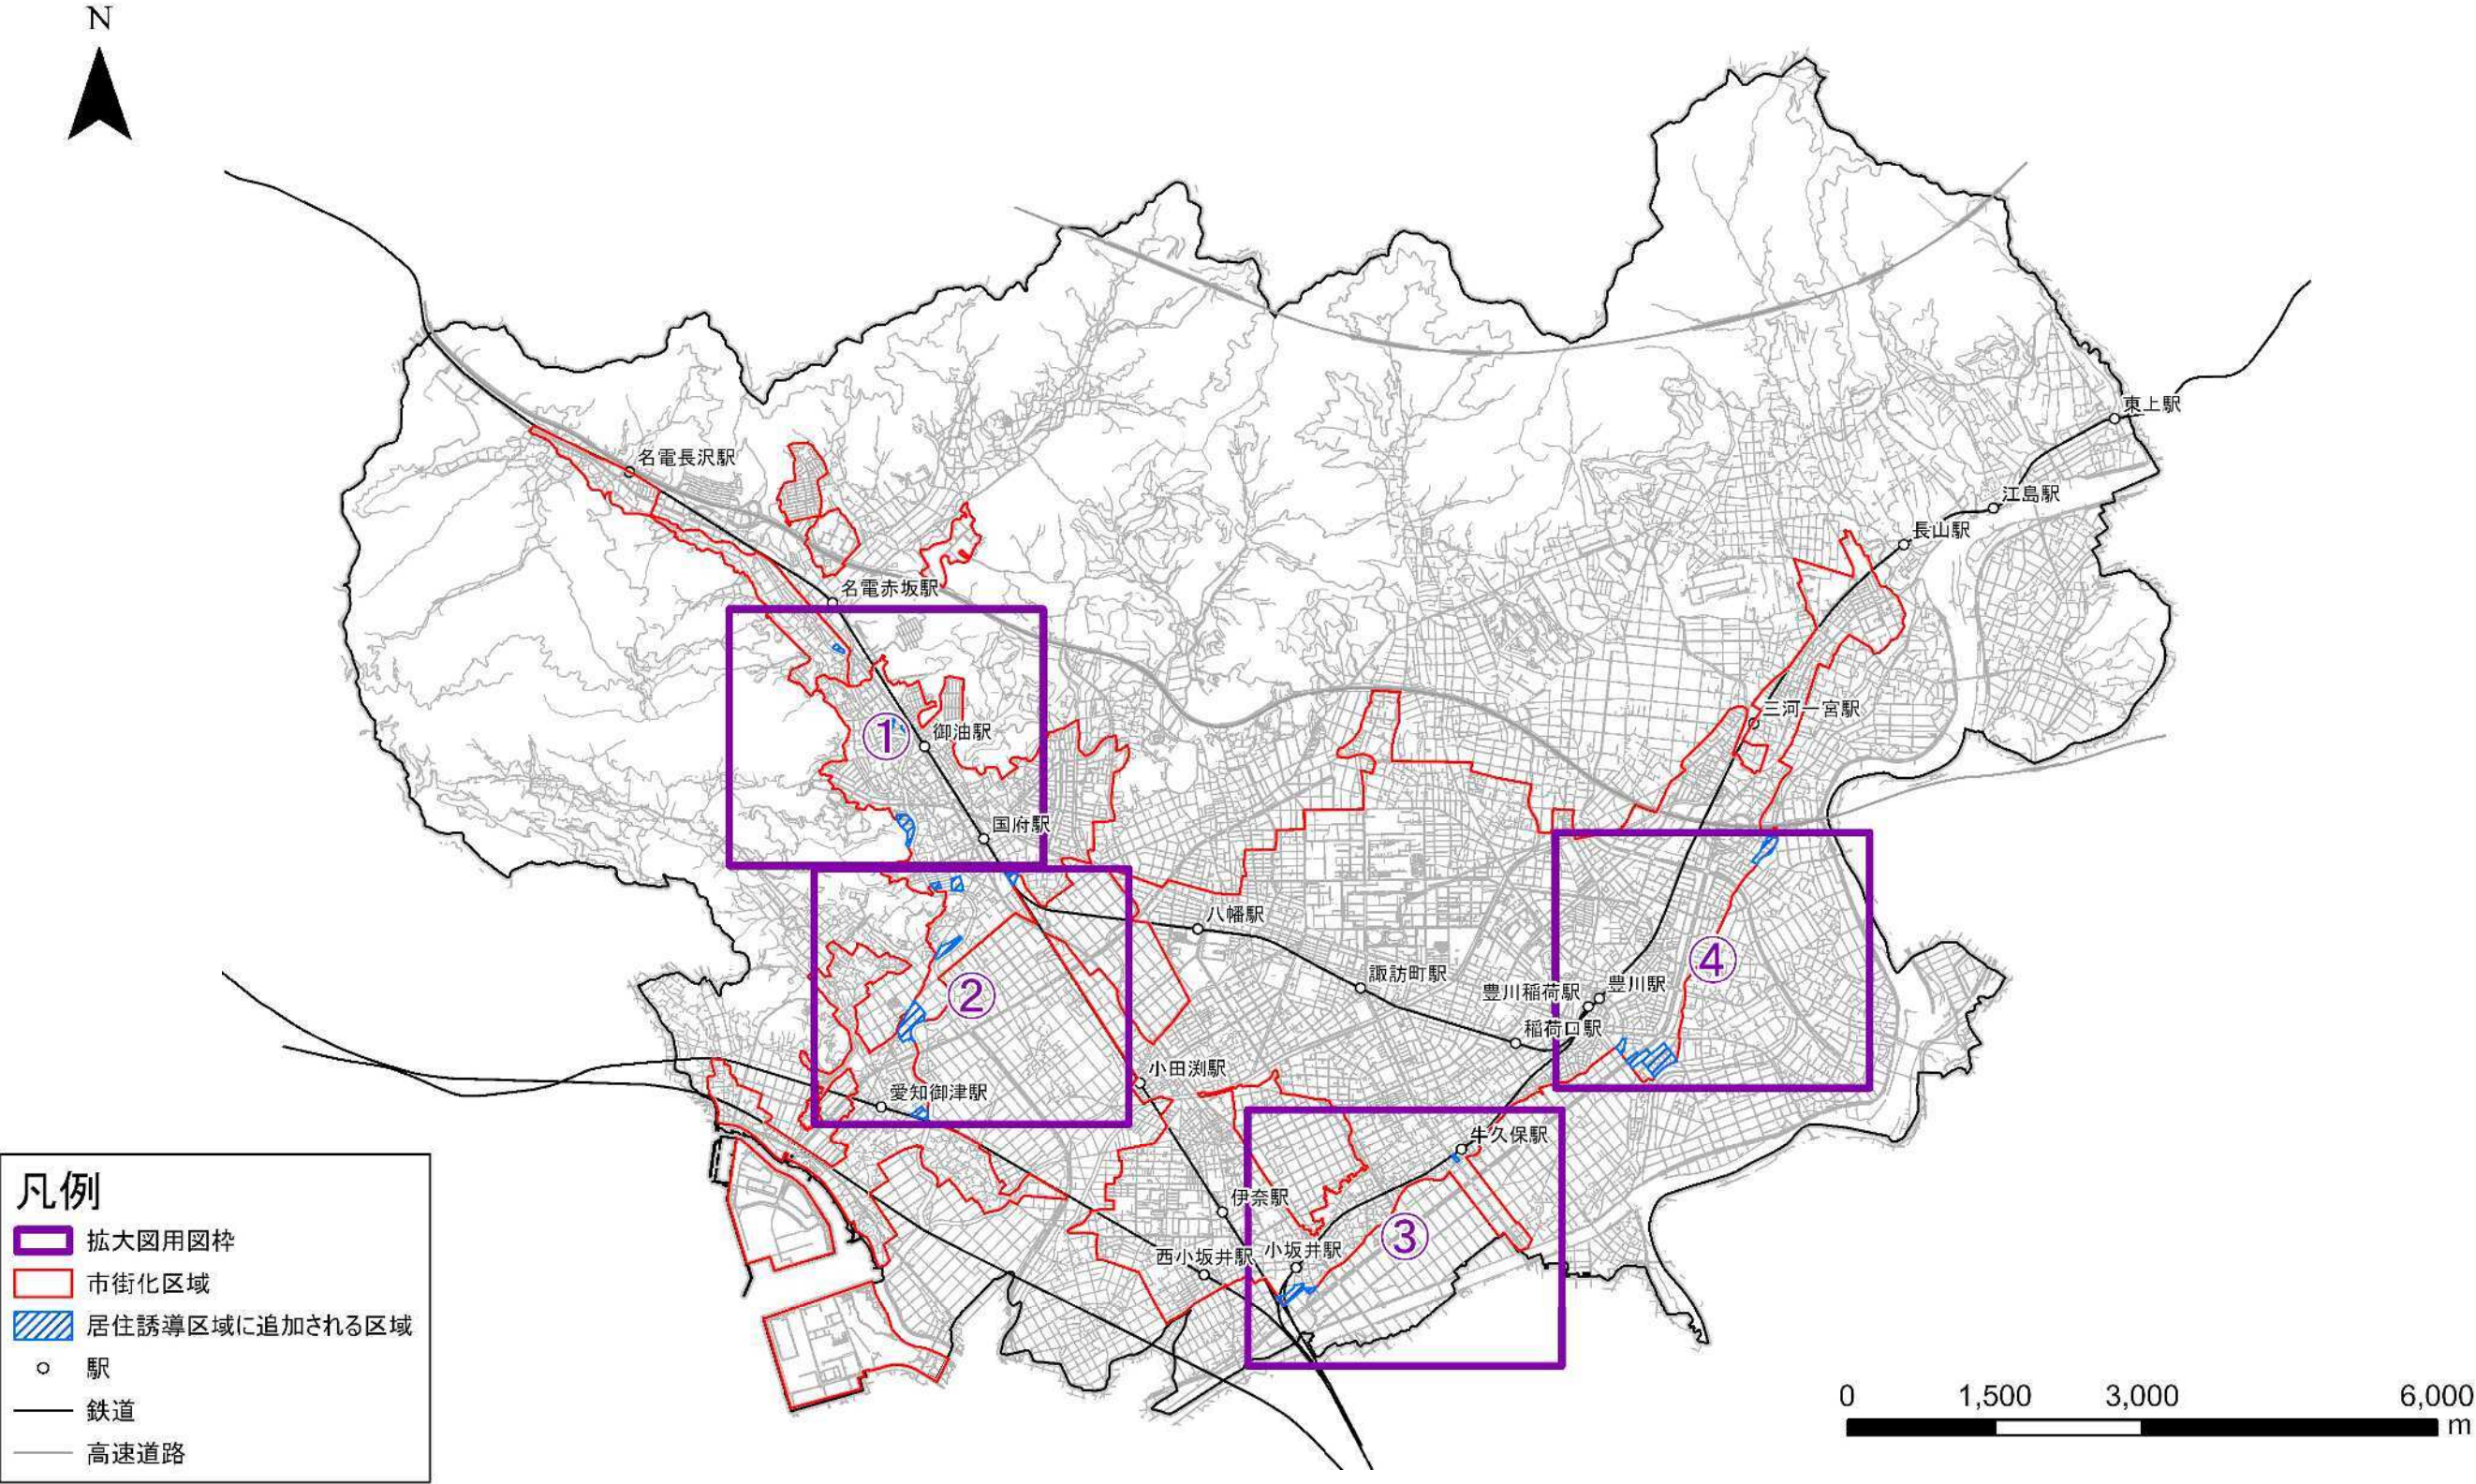 N
東上駅
名電長沢駅
江島駅
長山駅
名電赤坂駅
三河一宮駅
①
御油駅
国府駅
八幡駅
④
諏訪町駅
豊川稲荷駅
豊川駅
②
稲荷口駅
小田渕駅
愛知御津駅
牛久保駅
伊奈駅
③
西小坂井駅
小坂井駅
凡例
拡大図用図枠
市街化区域
居住誘導区域に追加される区域
駅
鉄道
高速道路
0 1,500 3,000 6,000
m